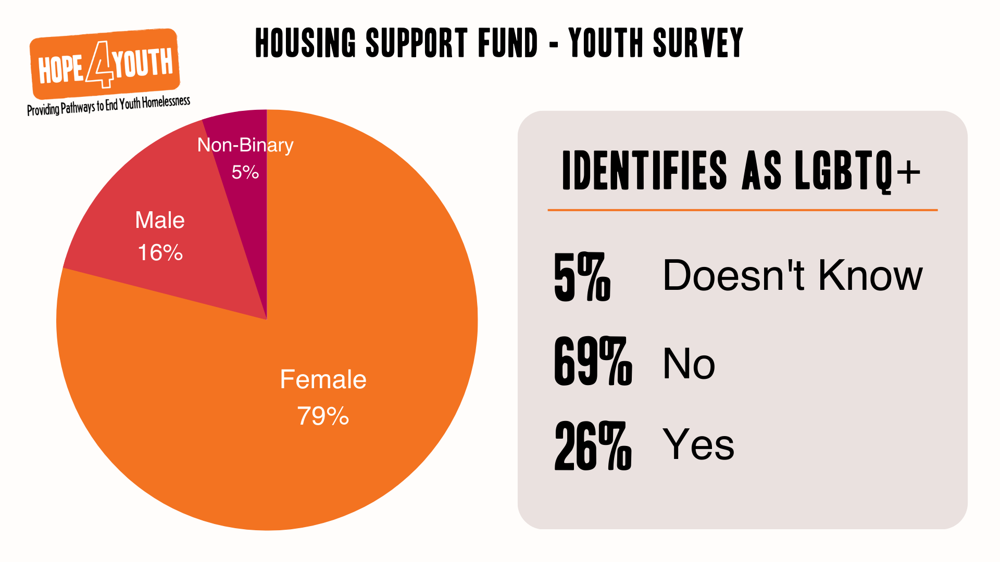 HOPE 4 YOUTH
Providing Pathways to End Youth Homelessness
HOUSING SUPPORT FUND - YOUTH SURVEY
Non-Binary
5%
Male
16%
Female
79%
IDENTIFIES AS LGBTQ+
5% Doesn't Know
69% No
26% Yes